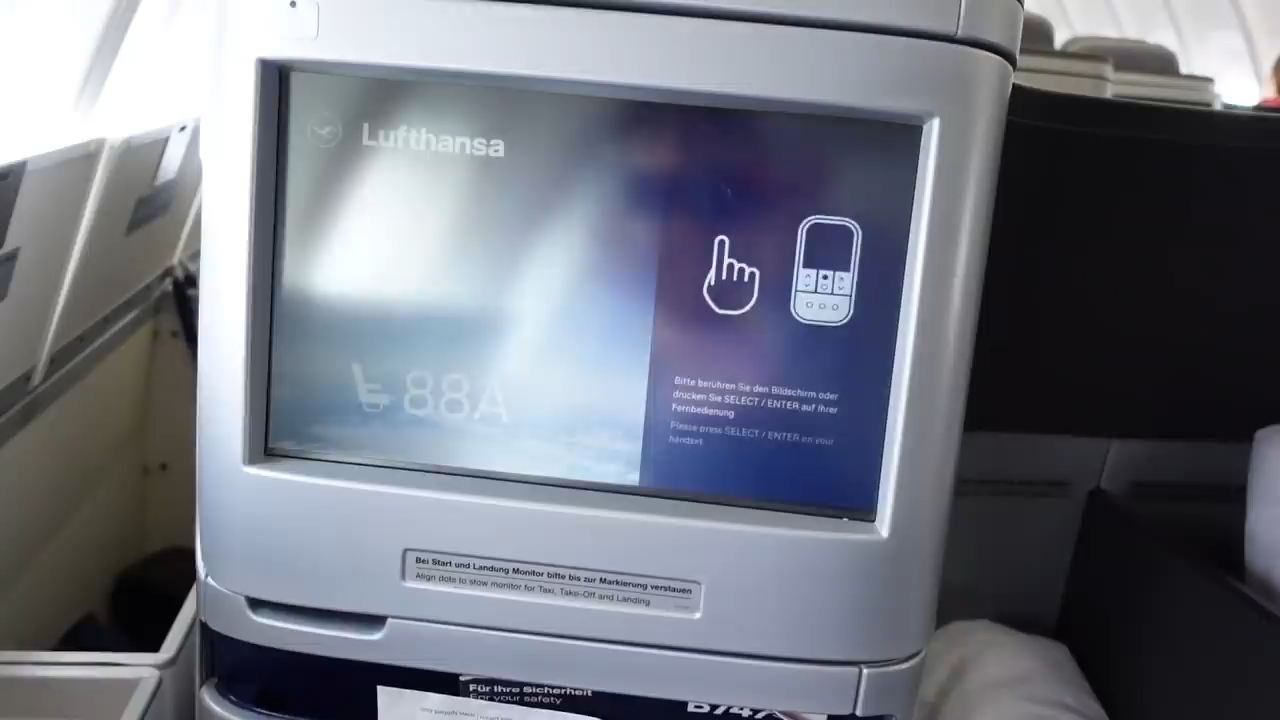 Lufthansa
88A
Bitte berühren Sie den Bildschirm oder
drücken Sie SELECT / ENTER auf Ihrer
Fernbedienung
Please press SELECT / ENTER on your
handset
Bei Start und Landung Monitor bitte bis zur Markierung verstauen
Align dots to stow monitor for Taxi, Take-Off and Landing
Für Ihre Sicherheit
For your safety
B747